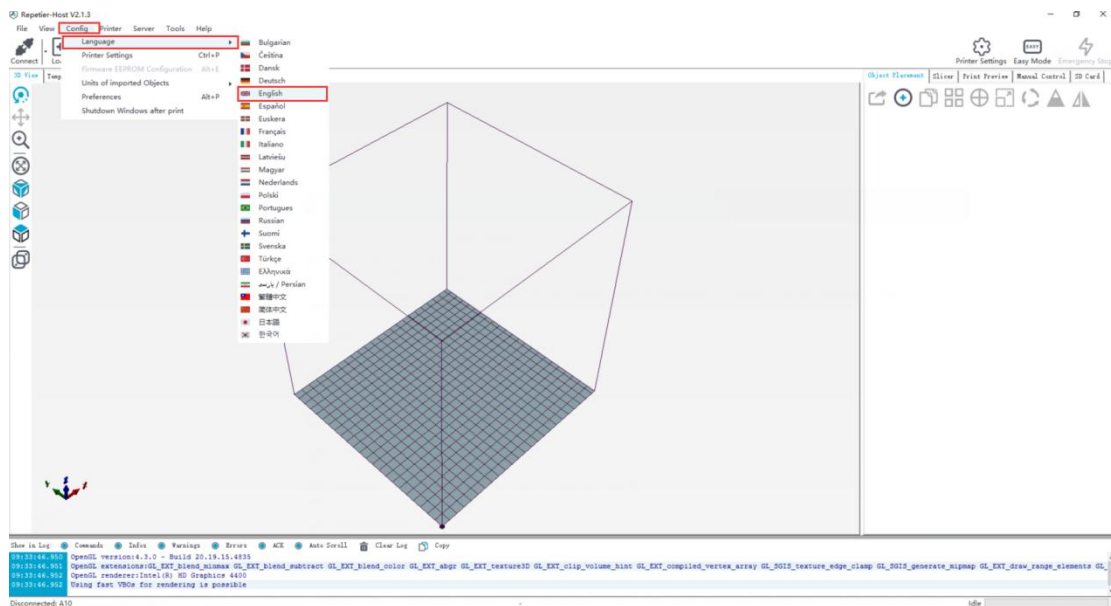 Repetier-Host V2.1.3
File View Config Printer Server Tools Help
Connect Lo
Printer Settings Easy Mode Emergency Stop
3D View Temp
Language
Printer Settings Ctrl+P
Firmware EEPROM Configuration Alt+E
Units of imported Objects
Preferences Alt+P
Shutdown Windows after print
Bulgarian
Čeština
Dansk
Deutsch
English
Español
Euskera
Français
Italiano
Latviešu
Magyar
Nederlands
Polski
Portugues
Russian
Suomi
Svenska
Türkçe
Ελληνικά
پارسی / Persian
繁體中文
简体中文
日本語
한국어
Object Placement Slicer Print Preview Manual Control SD Card
Show in Log: Commands Infos Warnings Errors ACK Auto Scroll Clear Log Copy
09:33:46.950 OpenGL version:4.3.0 - Build 20.19.15.4835
09:33:46.951 OpenGL extensions:GL_EXT_blend_minmax GL_EXT_blend_subtract GL_EXT_blend_color GL_EXT_abgr GL_EXT_texture3D GL_EXT_clip_volume_hint GL_EXT_compiled_vertex_array GL_SGIS_texture_edge_clamp GL_SGIS_generate_mipmap GL_EXT_draw_range_elements GL_
09:33:46.952 OpenGL renderer:Intel(R) HD Graphics 4400
09:33:46.952 Using fast VBOs for rendering is possible
Disconnected: A10
Idle